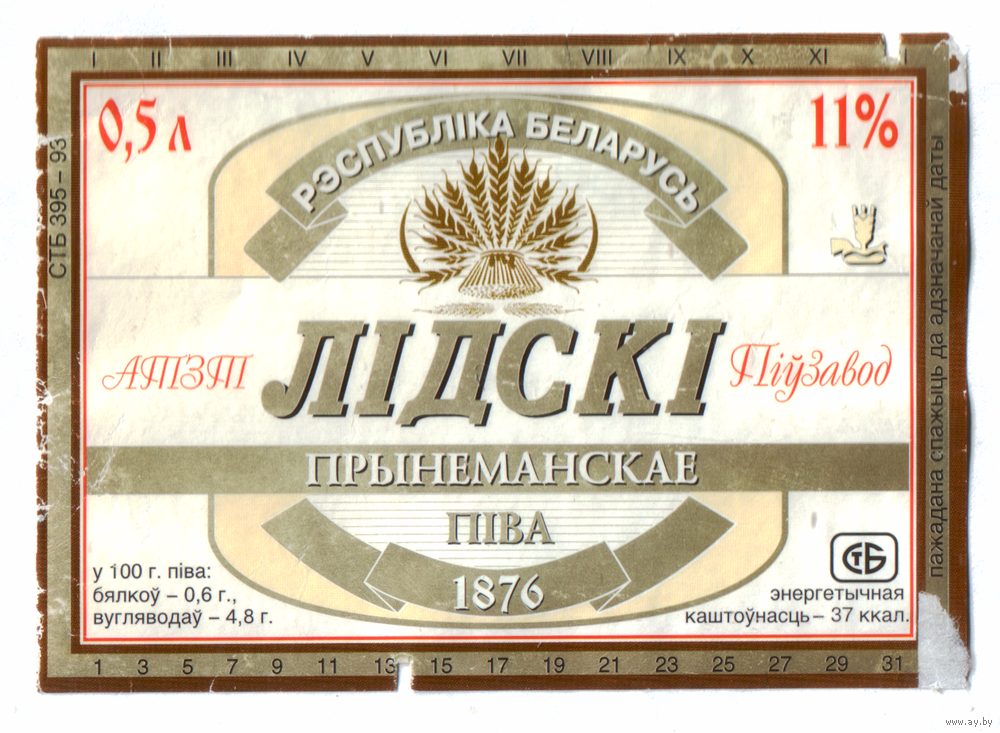 I II III IV V VI VII VIII IX X XI I
0,5 л
11%
РЭСПУБЛІКА БЕЛАРУСЬ
СТБ 395 – 93
АТЗТ
ЛІДСКІ
Піўзавод
ПРЫНЕМАНСКАЕ
ПІВА
1876
у 100 г. піва:
бялкоў – 0,6 г.,
вугляводаў – 4,8 г.
СТБ
энергетычная
каштоўнасць – 37 ккал.
пажадана спажыць да адзначанай даты
1 3 5 7 9 11 13 15 17 19 21 23 25 27 29 31
www.ay.by